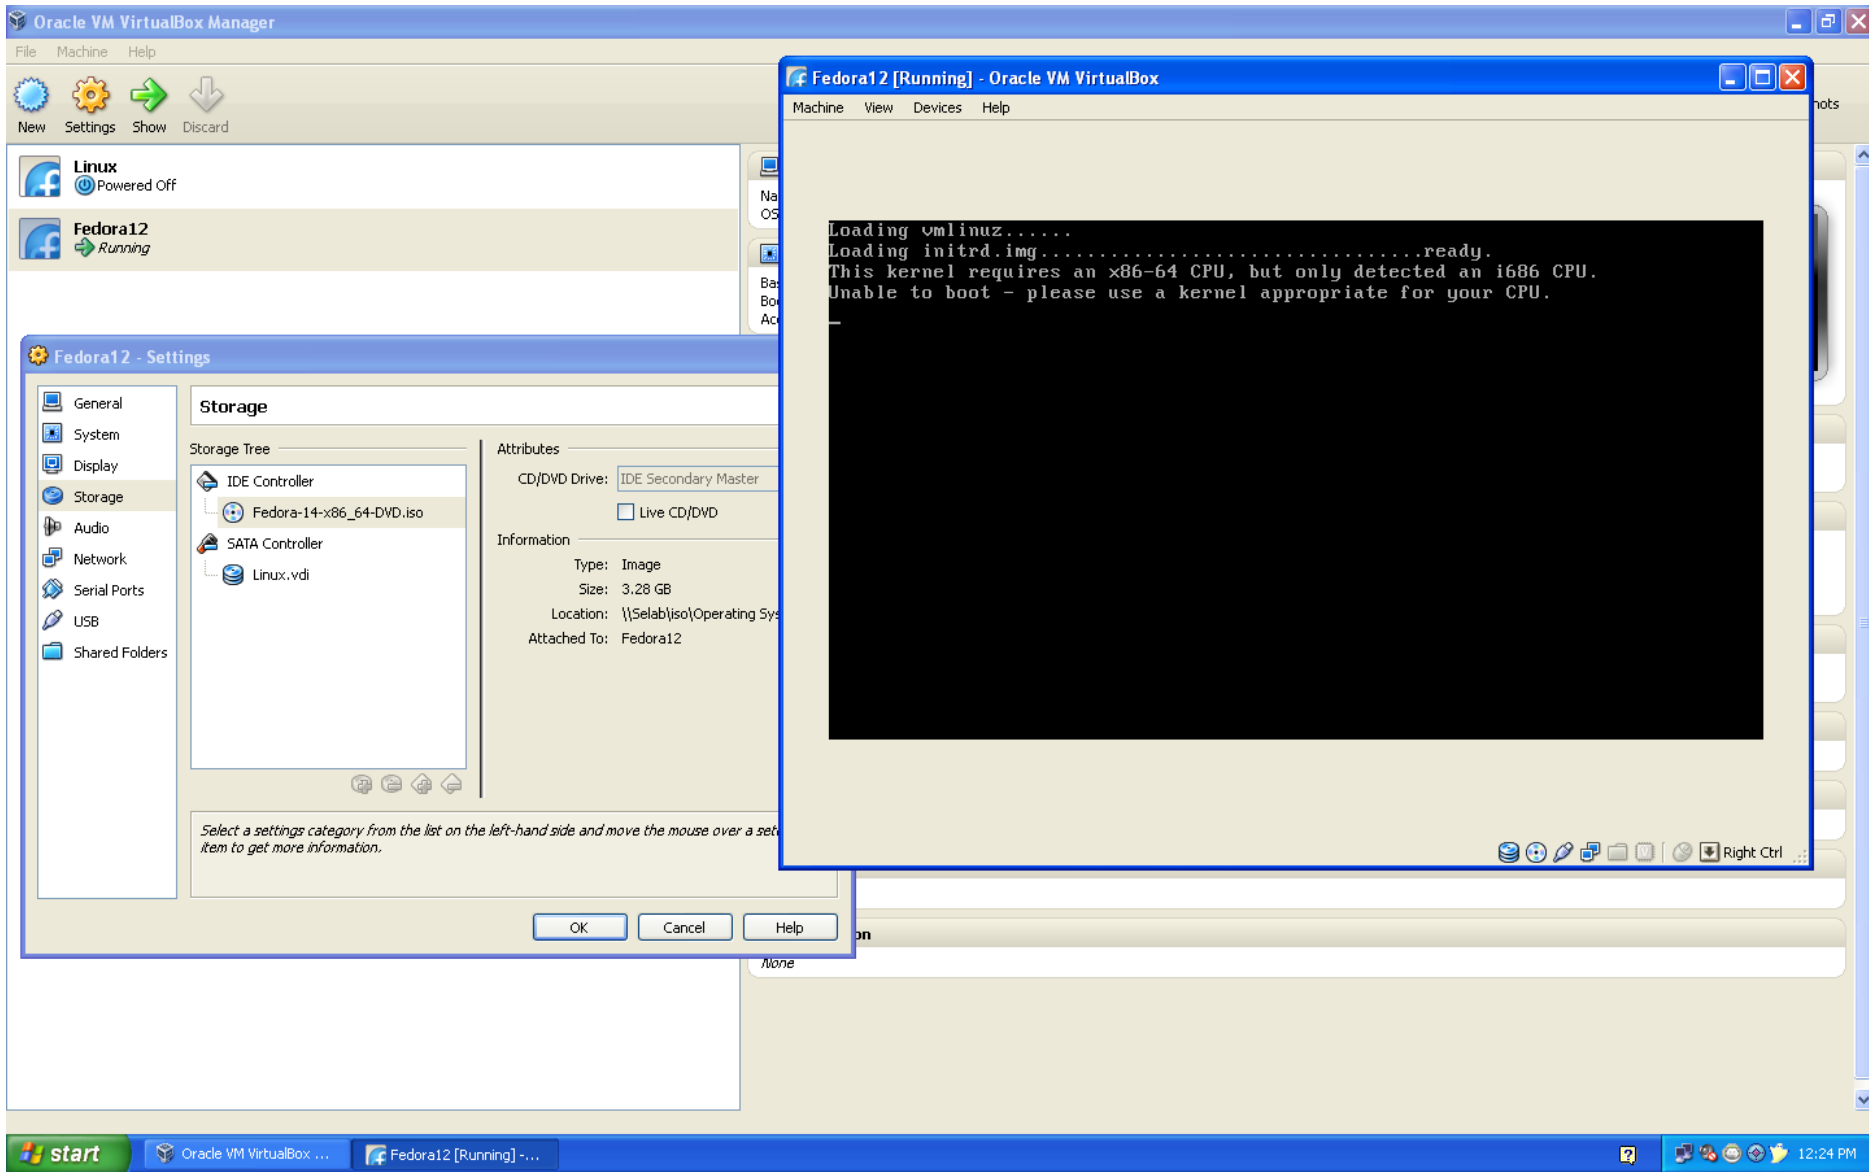 Oracle VM VirtualBox Manager
File Machine Help
New Settings Show Discard
Linux
Powered Off
Fedora12
Running
Na
OS
Ba
Bo
Ac
hots
Fedora12 - Settings
General
System
Display
Storage
Audio
Network
Serial Ports
USB
Shared Folders
Storage
Storage Tree
IDE Controller
Fedora-14-x86_64-DVD.iso
SATA Controller
Linux.vdi
Attributes
CD/DVD Drive: IDE Secondary Master
Live CD/DVD
Information
Type: Image
Size: 3.28 GB
Location: \\Selab\iso\Operating Sys
Attached To: Fedora12
Select a settings category from the list on the left-hand side and move the mouse over a sett
item to get more information.
OK Cancel Help
Fedora12 [Running] - Oracle VM VirtualBox
Machine View Devices Help
Loading vmlinuz......
Loading initrd.img..................................ready.
This kernel requires an x86-64 CPU, but only detected an i686 CPU.
Unable to boot - please use a kernel appropriate for your CPU.
_
Right Ctrl
on
None
start Oracle VM VirtualBox ... Fedora12 [Running] -... 12:24 PM